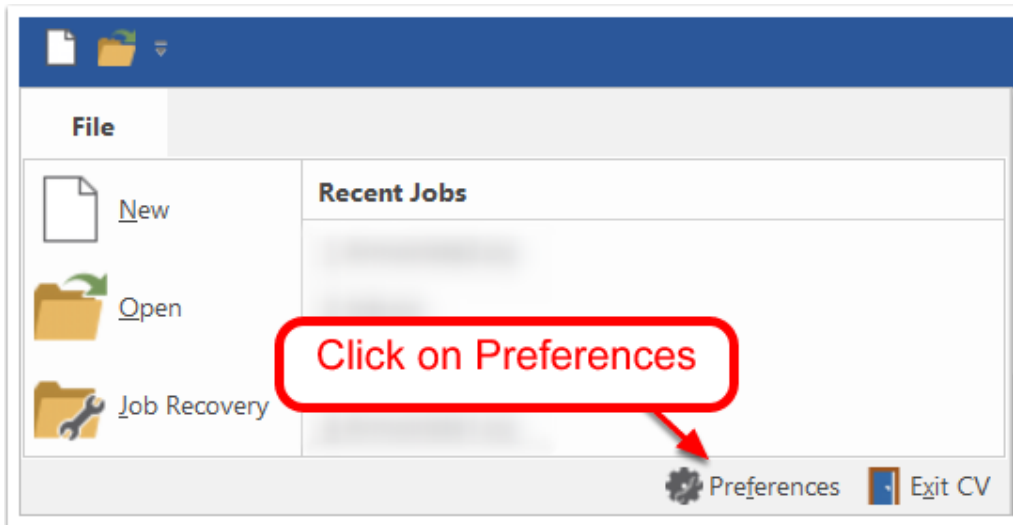 File
New
Recent Jobs
Open
Click on Preferences
Job Recovery
Preferences
Exit CV